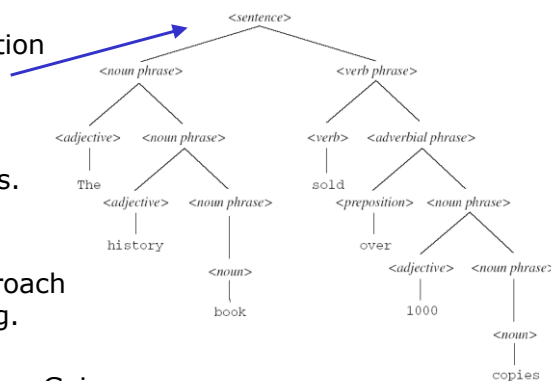 <sentence>
tion
<noun phrase> <verb phrase>
<adjective> <noun phrase> <verb> <adverbial phrase>
s.
The sold
<adjective> <noun phrase> <preposition> <noun phrase>
history over
<noun> <adjective> <noun phrase>
roach
book 1000
g.
<noun>
copies